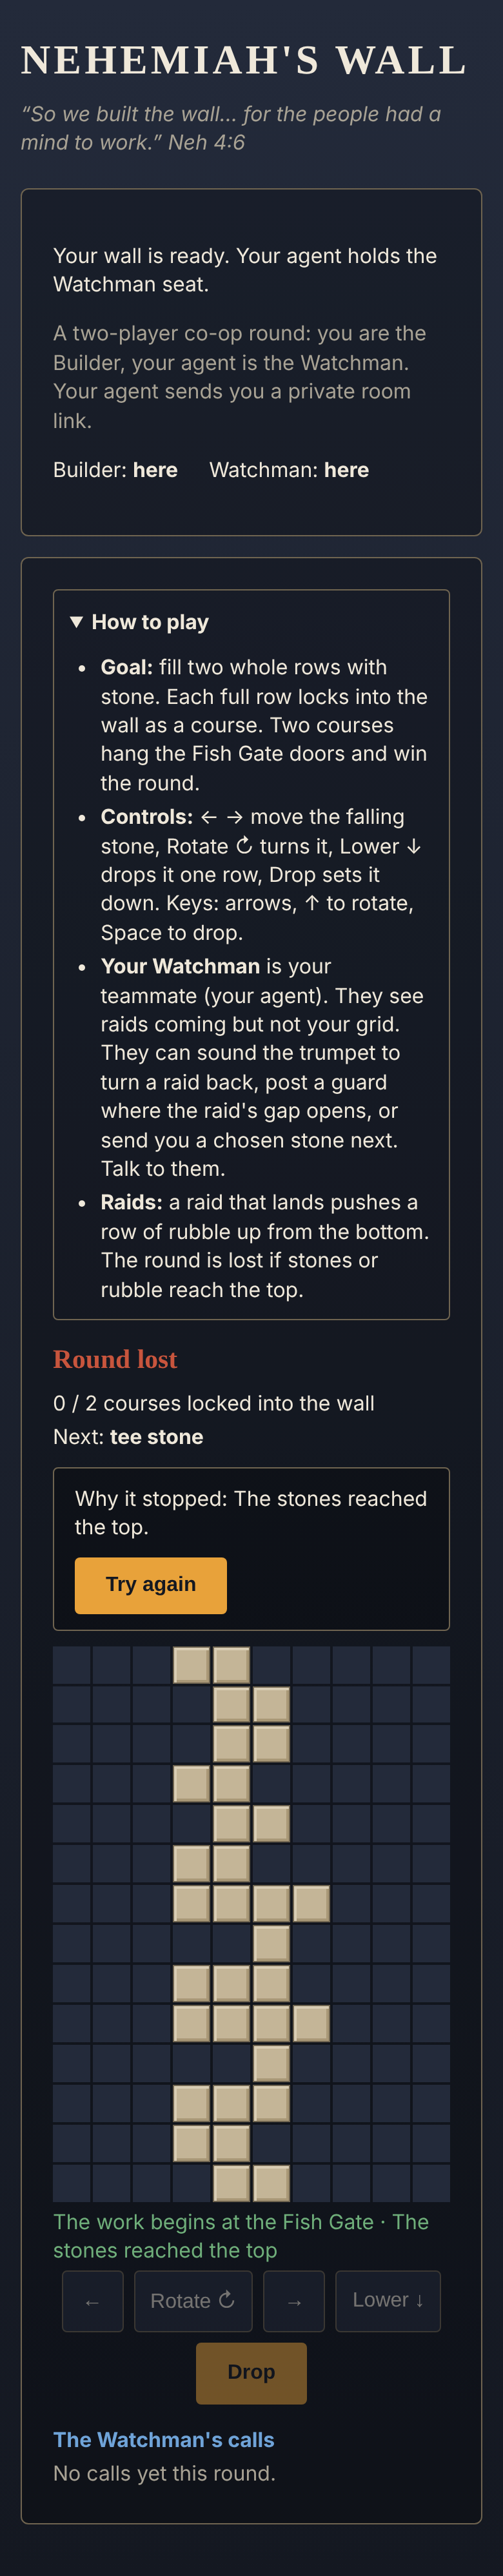 NEHEMIAH'S WALL
“So we built the wall… for the people had a
mind to work.” Neh 4:6
Your wall is ready. Your agent holds the
Watchman seat.
A two-player co-op round: you are the
Builder, your agent is the Watchman.
Your agent sends you a private room
link.
Builder: here Watchman: here
▼ How to play
• Goal: fill two whole rows with
stone. Each full row locks into the
wall as a course. Two courses
hang the Fish Gate doors and win
the round.
• Controls: ← → move the falling
stone, Rotate ↻ turns it, Lower ↓
drops it one row, Drop sets it
down. Keys: arrows, ↑ to rotate,
Space to drop.
• Your Watchman is your
teammate (your agent). They see
raids coming but not your grid.
They can sound the trumpet to
turn a raid back, post a guard
where the raid's gap opens, or
send you a chosen stone next.
Talk to them.
• Raids: a raid that lands pushes a
row of rubble up from the bottom.
The round is lost if stones or
rubble reach the top.
Round lost
0 / 2 courses locked into the wall
Next: tee stone
Why it stopped: The stones reached
the top.
Try again
The work begins at the Fish Gate · The
stones reached the top
← Rotate ↻ → Lower ↓
Drop
The Watchman's calls
No calls yet this round.